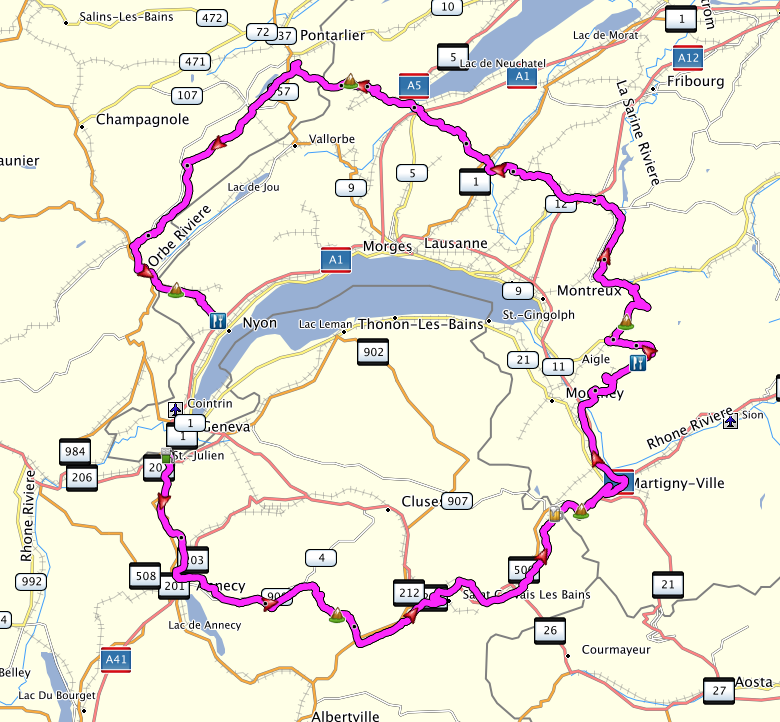 10
1
Salins-Les-Bains
472
72
37
Pontarlier
Lac de Morat
5
Lac de Neuchatel
A12
471
A1
A5
Fribourg
107
57
Champagnole
La Sarine Riviere
Vallorbe
aunier
5
1
Lac de Jou
9
12
Orbe Riviere
Morges
Lausanne
A1
9
Montreux
St.-Gingolph
Nyon
Lac Leman
Thonon-Les-Bains
902
21
11
Aigle
Cointrin
Sion
1
1
Geneva
Rhone Riviere
984
St.-Julien
206
Martigny-Ville
Rhone Riviere
Cluses
907
4
203
508
201
Annecy
992
21
212
Saint Gervais Les Bains
Lac de Annecy
26
4
Courmayeur
A41
Belley
Aosta
27
Lac Du Bourget
Albertville